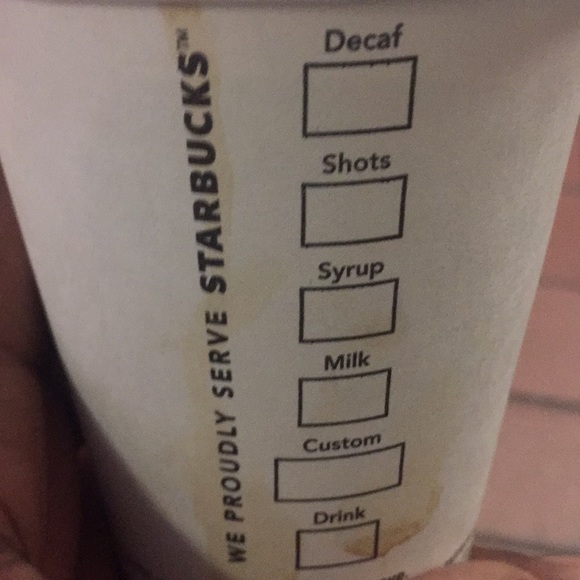 WE PROUDLY SERVE STARBUCKS™
Decaf
Shots
Syrup
Milk
Custom
Drink